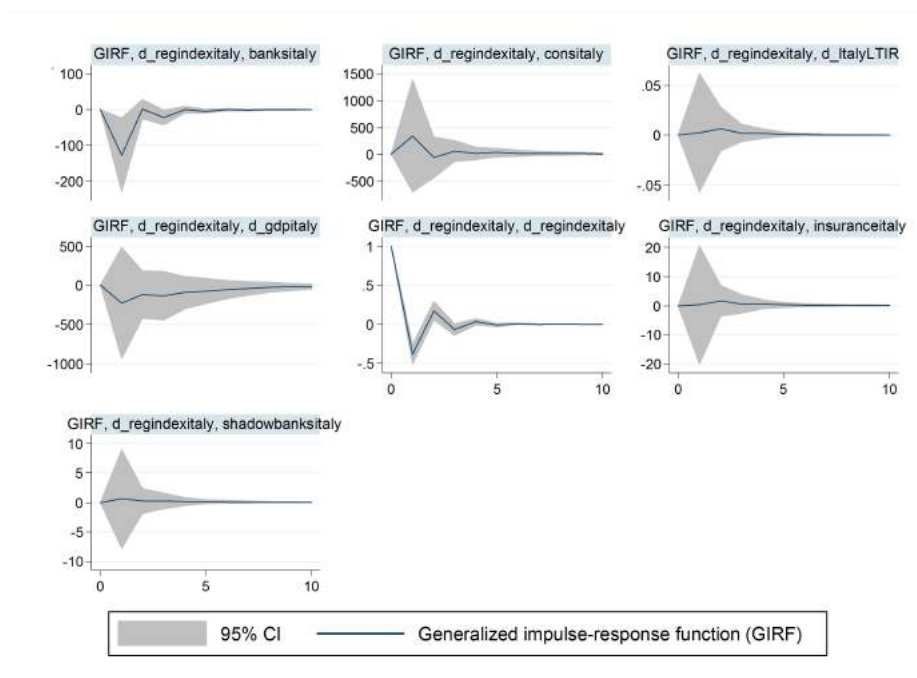 GIRF, d_regindexitaly, banksitaly
100
0
-100
-200
GIRF, d_regindexitaly, consitaly
1500
1000
500
0
-500
GIRF, d_regindexitaly, d_ItalyLTIR
.05
0
-.05
GIRF, d_regindexitaly, d_gdpitaly
500
0
-500
-1000
GIRF, d_regindexitaly, d_regindexitaly
1
.5
0
-.5
0 5 10
GIRF, d_regindexitaly, insuranceitaly
20
10
0
-10
-20
0 5 10
GIRF, d_regindexitaly, shadowbanksitaly
10
5
0
-5
-10
0 5 10
95% CI Generalized impulse-response function (GIRF)